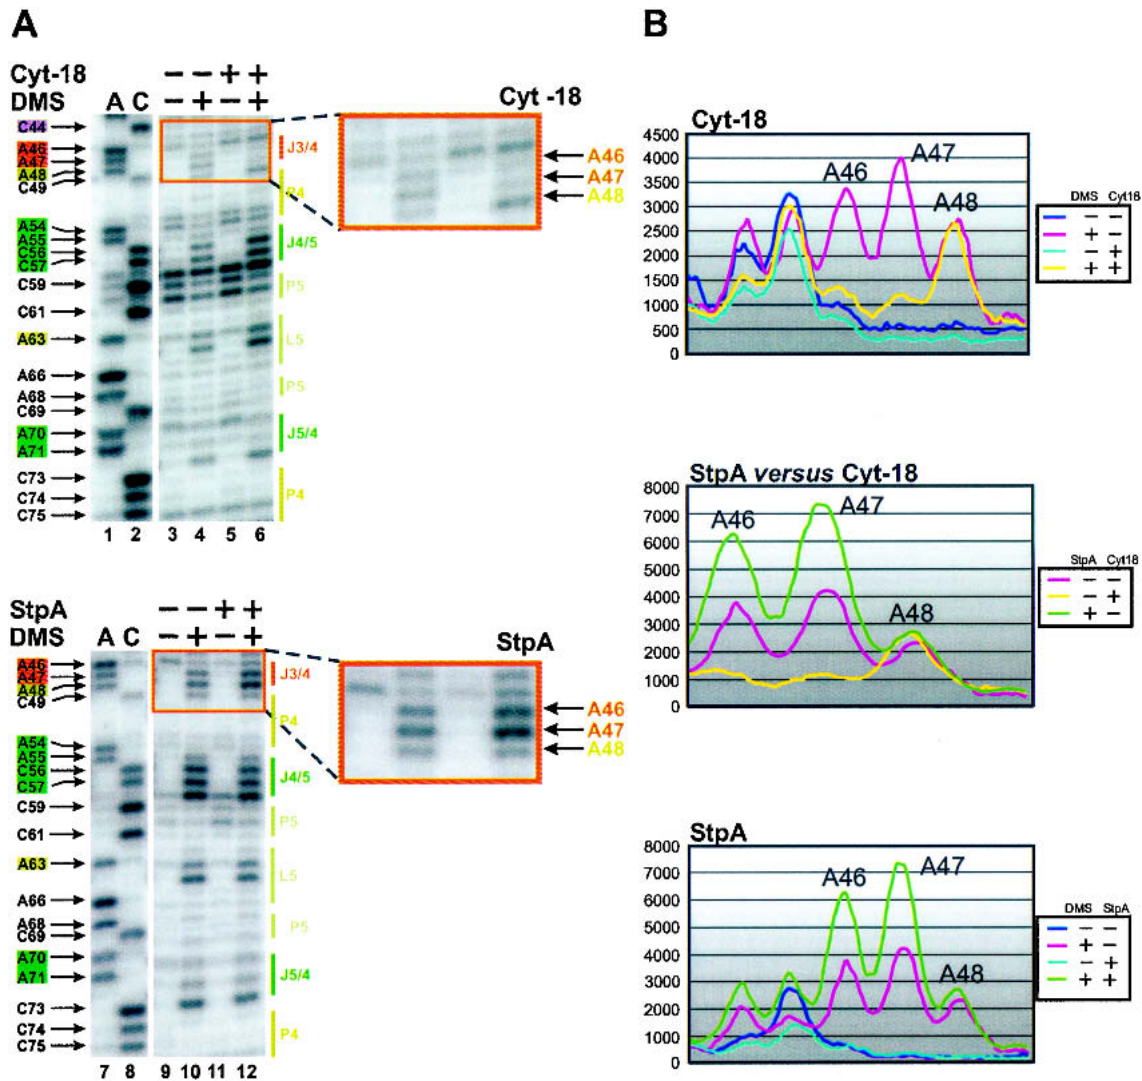 A
B
Cyt-18 – – + +
DMS A C – + – +
Cyt -18
C44
A46
A47
A48
C49
A54
A55
C56
C57
C59
C61
A63
A66
A68
C69
A70
A71
C73
C74
C75
J3/4
P4
J4/5
P5
L5
P5
J5/4
P4
A46
A47
A48
1 2 3 4 5 6
StpA – – + +
DMS A C – + – +
StpA
A46
A47
A48
C49
A54
A55
C56
C57
C59
C61
A63
A66
A68
C69
A70
A71
C73
C74
C75
J3/4
P4
J4/5
P5
L5
P5
J5/4
P4
A46
A47
A48
7 8 9 10 11 12
Cyt-18
4500
4000
3500
3000
2500
2000
1500
1000
500
0
A46
A47
A48
DMS Cyt18
– –
+ –
– +
+ +
StpA versus Cyt-18
8000
7000
6000
5000
4000
3000
2000
1000
0
A46
A47
A48
StpA Cyt18
– –
– +
+ –
StpA
8000
7000
6000
5000
4000
3000
2000
1000
0
A46
A47
A48
DMS StpA
– –
+ –
– +
+ +